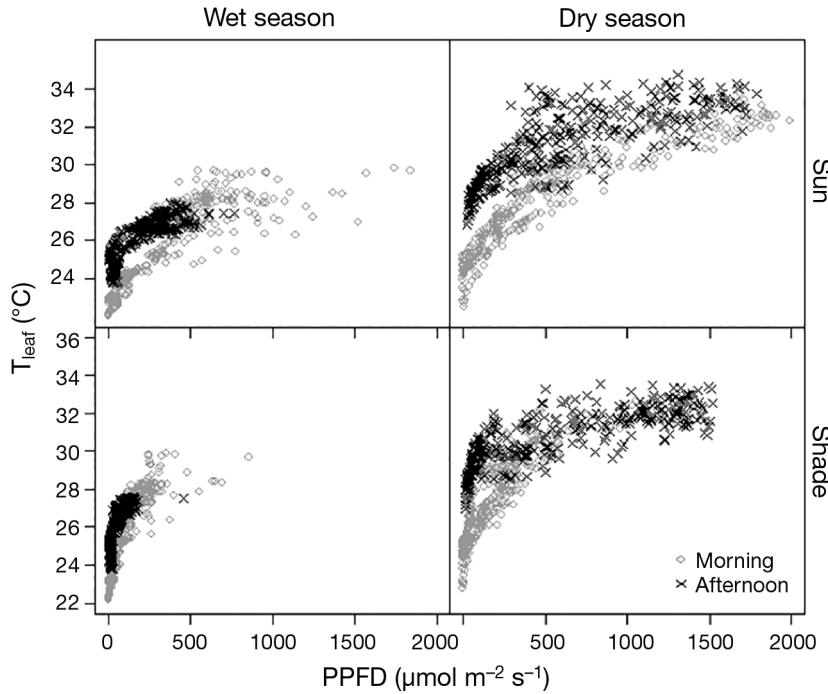 Wet season
Dry season
34
32
30
28
26
24
Sun
T leaf (°C)
36
34
32
30
28
26
24
22
Shade
◇ Morning
× Afternoon
0 500 1000 1500 2000
500 1000 1500 2000
PPFD (μmol m–2 s–1)